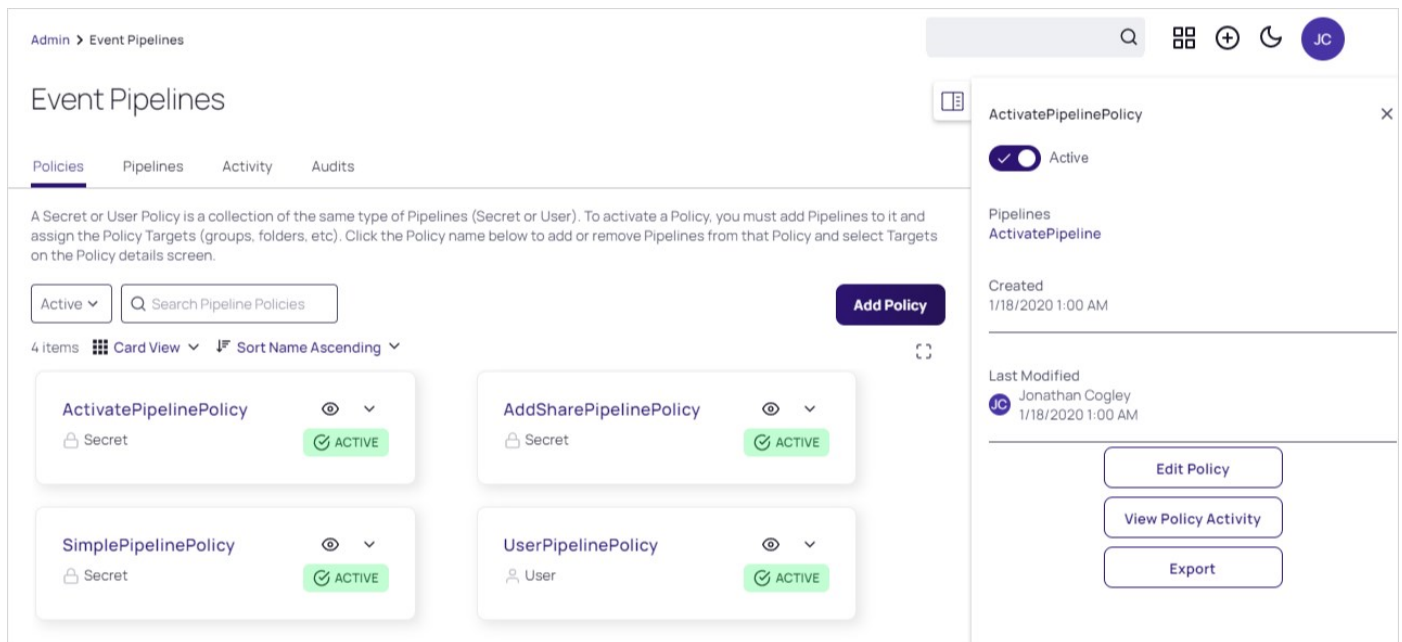 Admin > Event Pipelines
JC
Event Pipelines
Policies Pipelines Activity Audits
A Secret or User Policy is a collection of the same type of Pipelines (Secret or User). To activate a Policy, you must add Pipelines to it and
assign the Policy Targets (groups, folders, etc). Click the Policy name below to add or remove Pipelines from that Policy and select Targets
on the Policy details screen.
Active Search Pipeline Policies Add Policy
4 items Card View Sort Name Ascending
ActivatePipelinePolicy
Secret ACTIVE
AddSharePipelinePolicy
Secret ACTIVE
SimplePipelinePolicy
Secret ACTIVE
UserPipelinePolicy
User ACTIVE
ActivatePipelinePolicy
Active
Pipelines
ActivatePipeline
Created
1/18/2020 1:00 AM
Last Modified
JC Jonathan Cogley
1/18/2020 1:00 AM
Edit Policy
View Policy Activity
Export